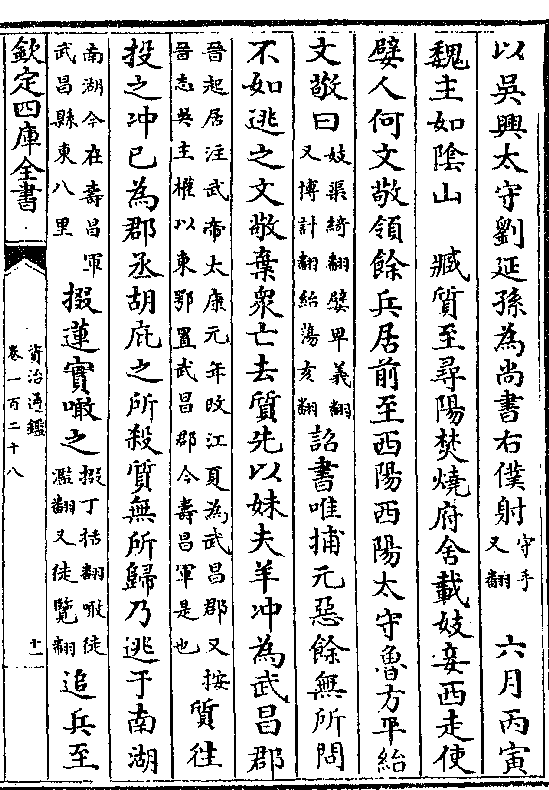 以吳興太守劉延孫為尚書右僕射守手又翻　六月丙寅
魏主如陰山　臧質至尋陽焚燒府舍載妓妾西走使
嬖人何文敬領餘兵居前至西陽西陽太守魯方平紿
文敬曰妓渠綺翻嬖卑義翻又博計翻紿蕩亥翻詔書唯捕元惡餘無所問
不如逃之文敬棄衆亡去質先以妹夫羊冲為武昌郡
晉起居注武帝太康元年改江夏為武昌郡又按晉志吳主權以東鄂置武昌郡今壽昌軍是也質往
投之冲已為郡丞胡庇之所殺質無所歸乃逃于南湖
南湖今在壽昌軍武昌縣東八里掇蓮實噉之掇丁括翻噉徒濫翻又徒覽翻追兵至
欽定四庫全書
資治通鑑
卷一百二十八
十一